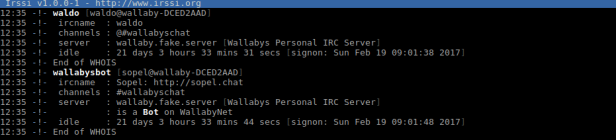 Irssi v1.0.0-1 - http://www.irssi.org
12:35 -!- waldo [waldo@wallaby-DCED2AAD]
12:35 -!-  ircname  : waldo
12:35 -!-  channels : @#wallabyschat
12:35 -!-  server   : wallaby.fake.server [Wallabys Personal IRC Server]
12:35 -!-  idle     : 21 days 3 hours 33 mins 31 secs [signon: Sun Feb 19 09:01:38 2017]
12:35 -!- End of WHOIS
12:35 -!- wallabysbot [sopel@wallaby-DCED2AAD]
12:35 -!-  ircname  : Sopel: http://sopel.chat
12:35 -!-  channels : #wallabyschat
12:35 -!-  server   : wallaby.fake.server [Wallabys Personal IRC Server]
12:35 -!-           : is a Bot on WallabyNet
12:35 -!-  idle     : 21 days 3 hours 33 mins 44 secs [signon: Sun Feb 19 09:01:48 2017]
12:35 -!- End of WHOIS